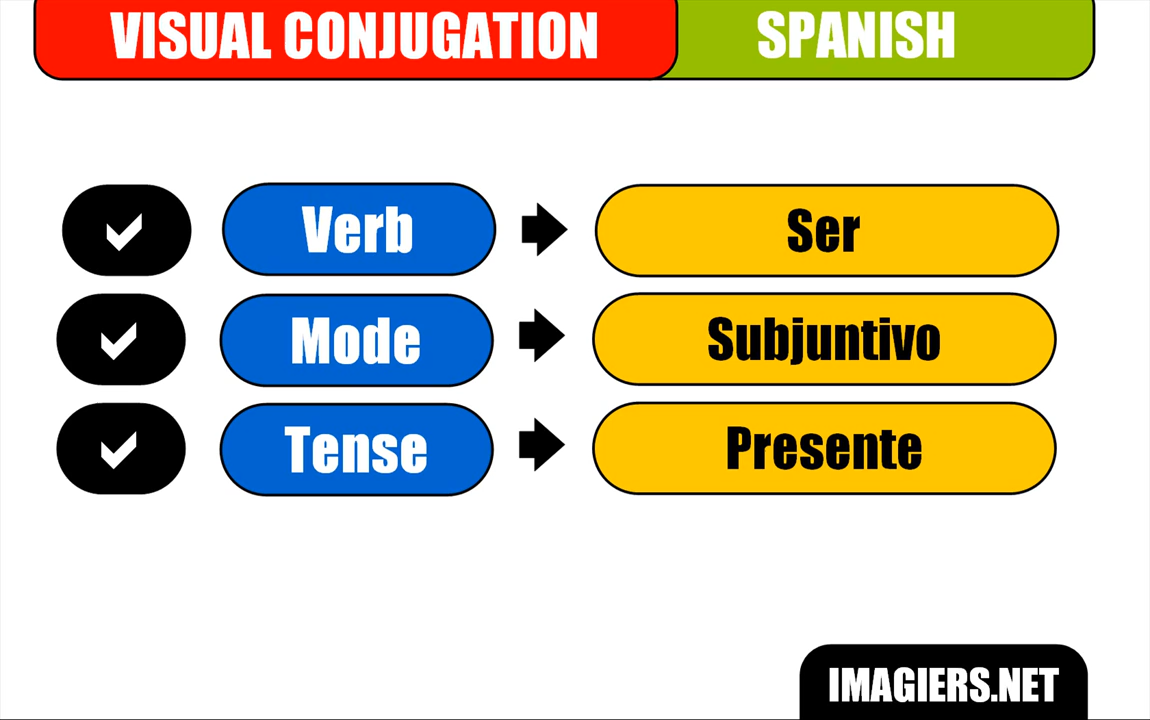 VISUAL CONJUGATION SPANISH
Verb Ser
Mode Subjuntivo
Tense Presente
IMAGIERS.NET